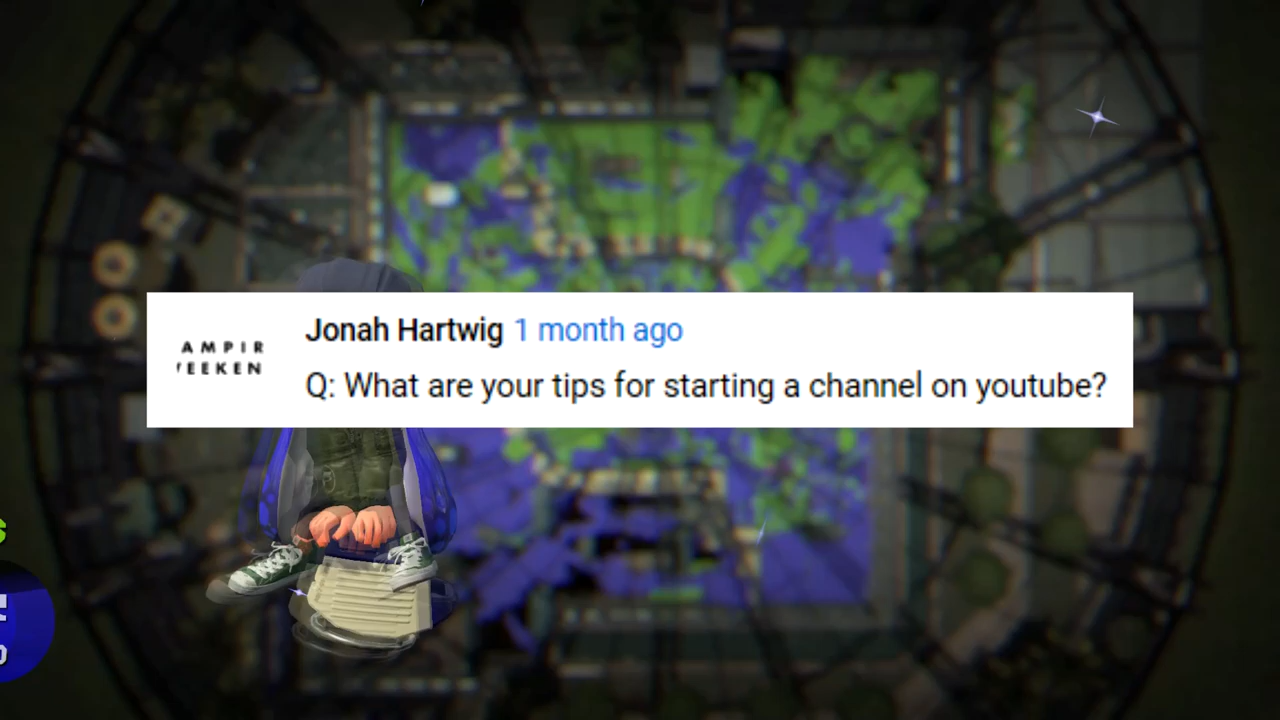 Jonah Hartwig 1 month ago
AMPIR
EEKEN
Q: What are your tips for starting a channel on youtube?